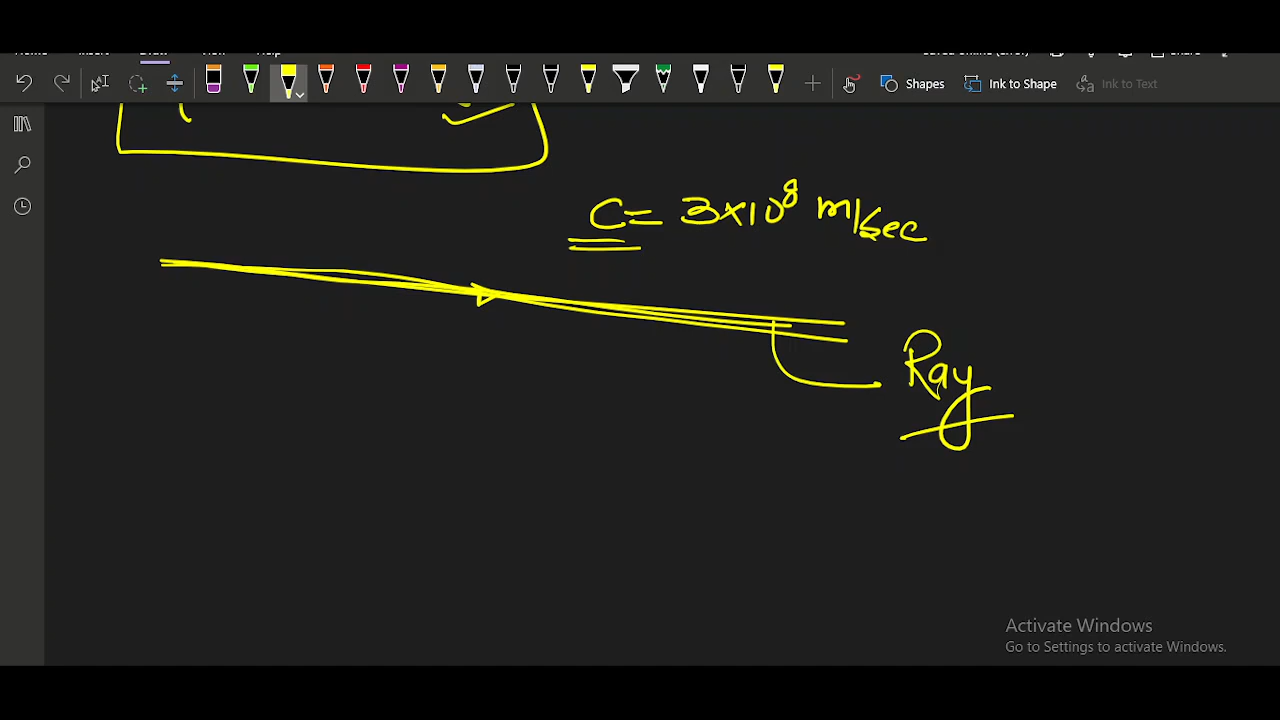 Shapes
Ink to Shape
Ink to Text
C = 3×10⁸ m/sec
Ray
Activate Windows
Go to Settings to activate Windows.